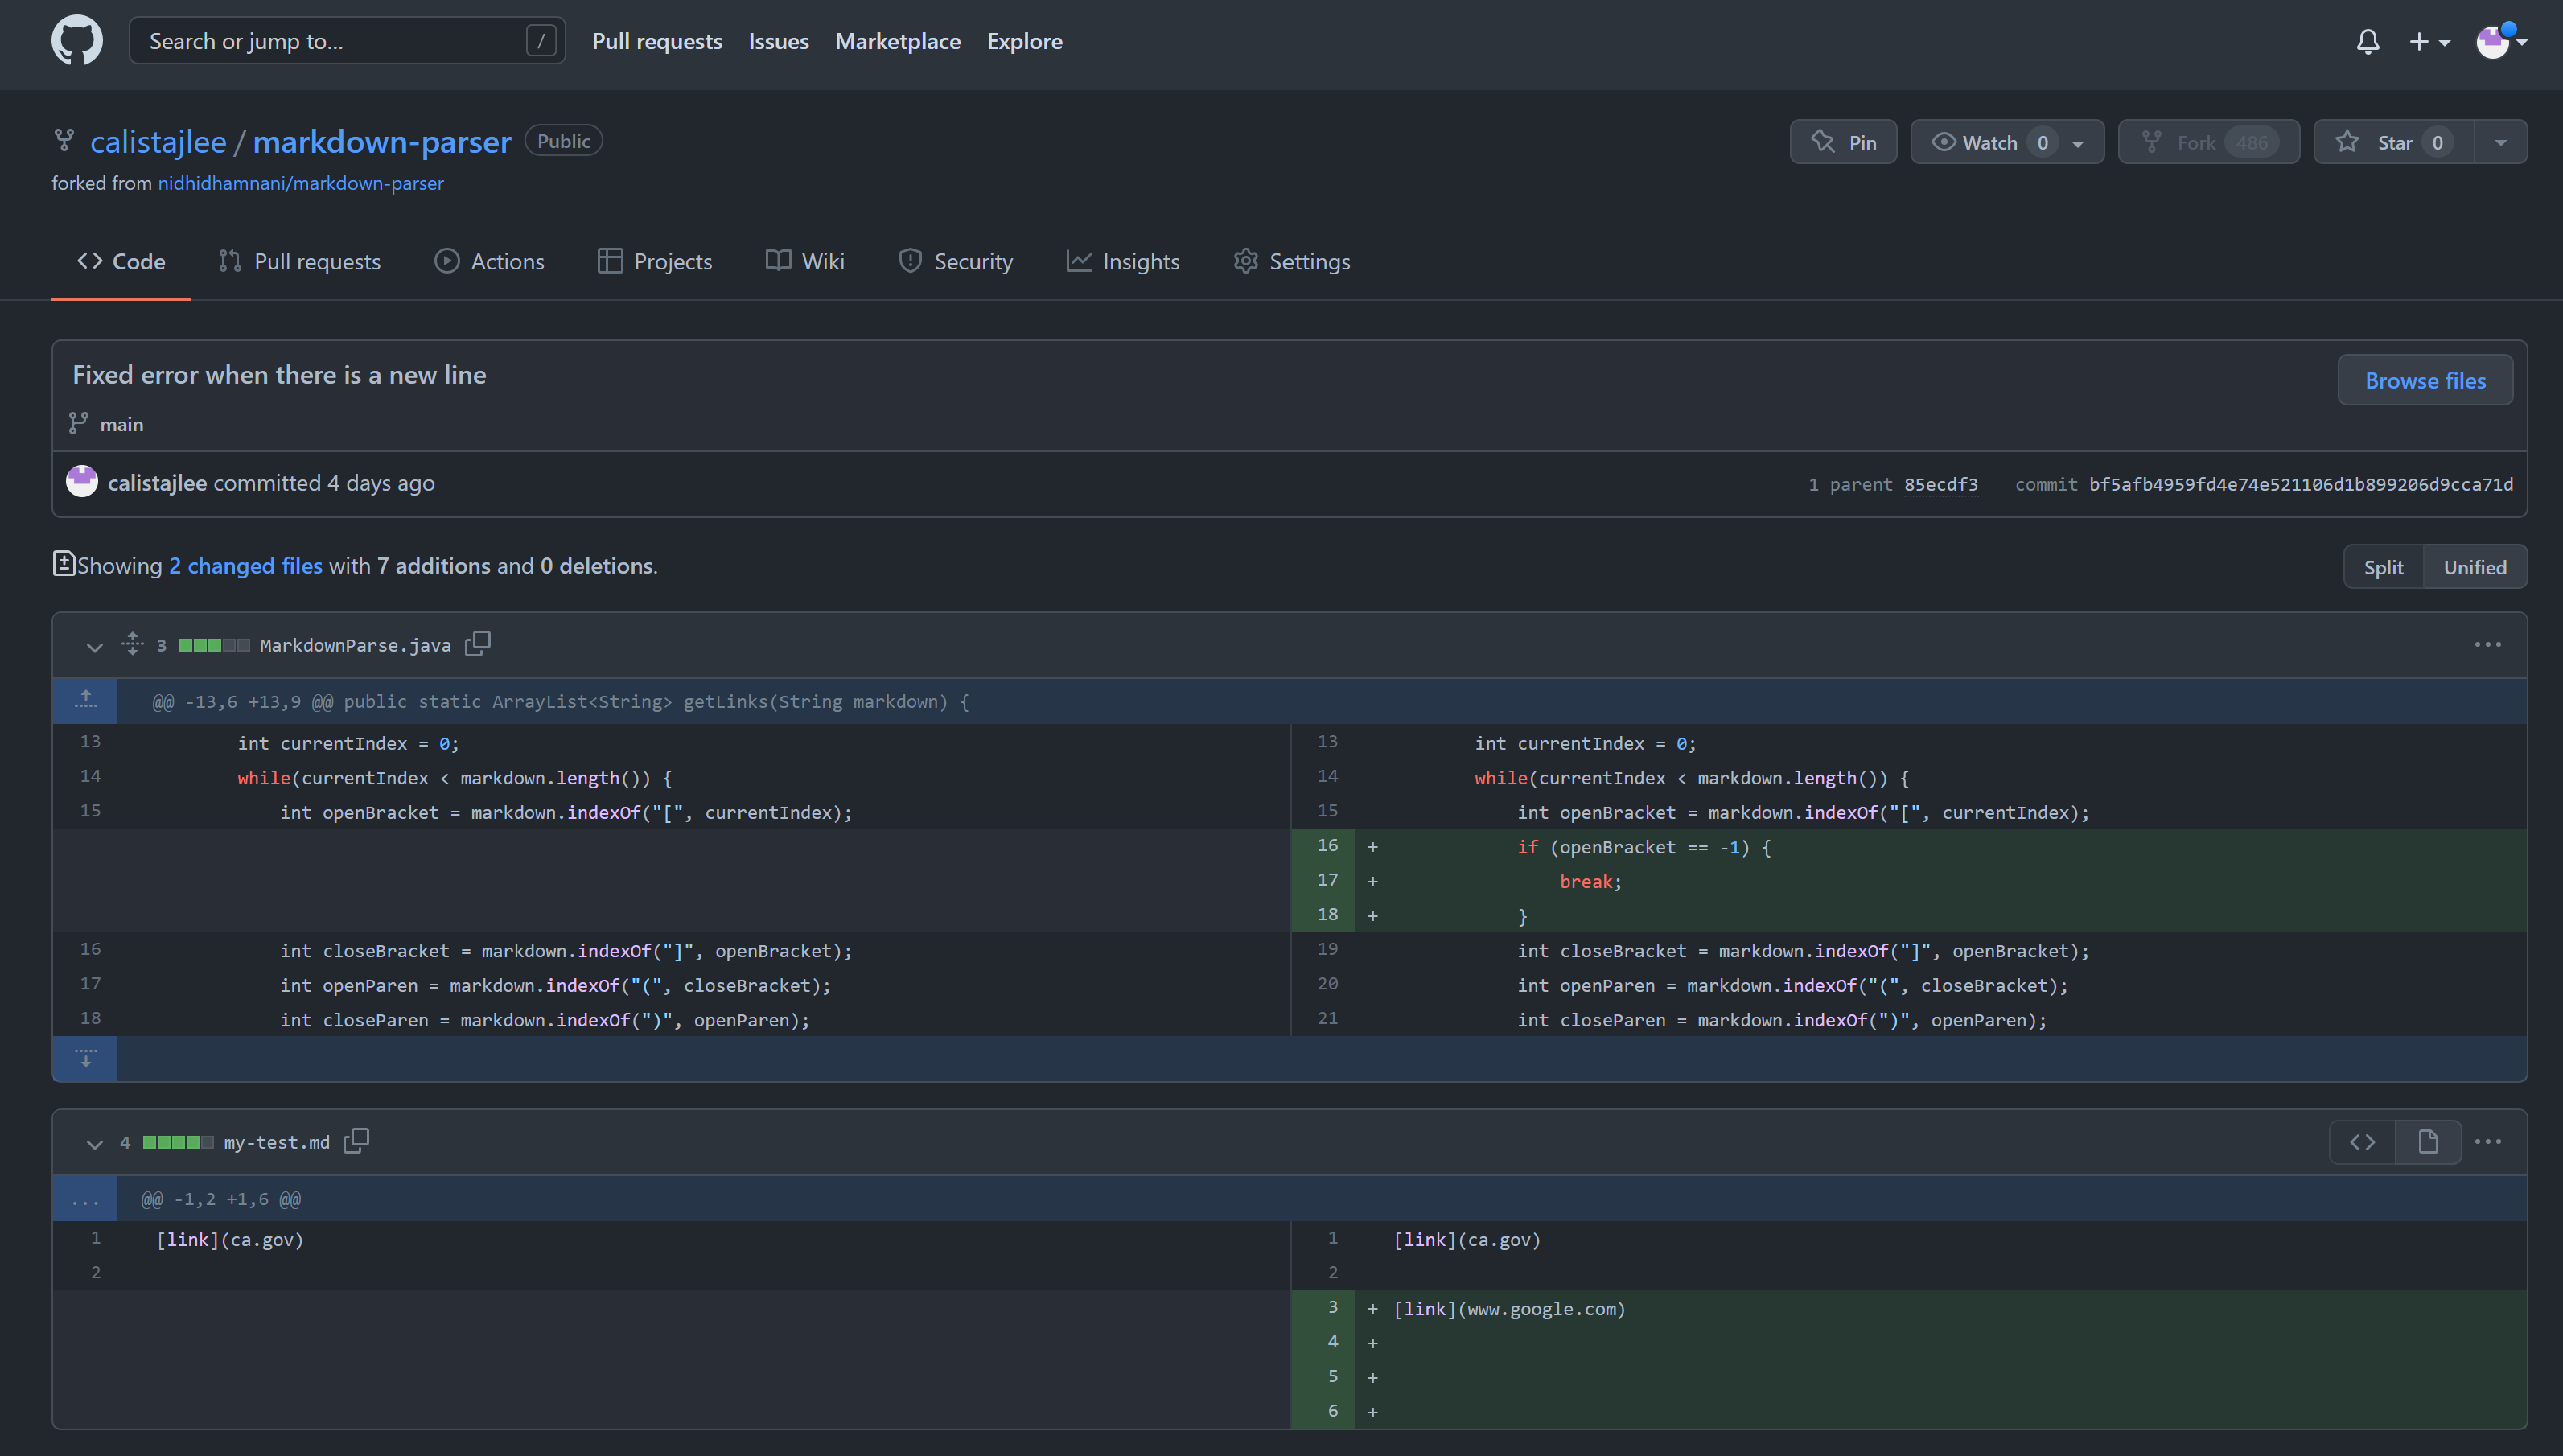 Search or jump to... / Pull requests Issues Marketplace Explore
calistajlee / markdown-parser Public Pin Watch 0 Fork 486 Star 0
forked from nidhidhamnani/markdown-parser
Code Pull requests Actions Projects Wiki Security Insights Settings
Fixed error when there is a new line Browse files
main
calistajlee committed 4 days ago 1 parent 85ecdf3 commit bf5afb4959fd4e74e521106d1b899206d9cca71d
Showing 2 changed files with 7 additions and 0 deletions. Split Unified
3 MarkdownParse.java ...
@@ -13,6 +13,9 @@ public static ArrayList<String> getLinks(String markdown) {
13 int currentIndex = 0; 13 int currentIndex = 0;
14 while(currentIndex < markdown.length()) { 14 while(currentIndex < markdown.length()) {
15 int openBracket = markdown.indexOf("[", currentIndex); 15 int openBracket = markdown.indexOf("[", currentIndex);
16 + if (openBracket == -1) {
17 + break;
18 + }
16 int closeBracket = markdown.indexOf("]", openBracket); 19 int closeBracket = markdown.indexOf("]", openBracket);
17 int openParen = markdown.indexOf("(", closeBracket); 20 int openParen = markdown.indexOf("(", closeBracket);
18 int closeParen = markdown.indexOf(")", openParen); 21 int closeParen = markdown.indexOf(")", openParen);
4 my-test.md <> ...
... @@ -1,2 +1,6 @@
1 [link](ca.gov) 1 [link](ca.gov)
2 2
3 + [link](www.google.com)
4 +
5 +
6 +